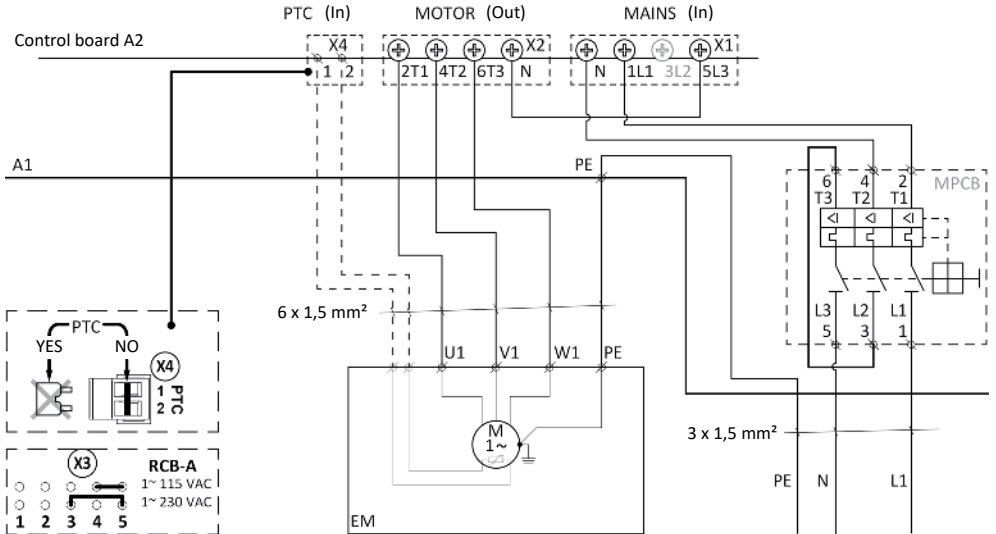 PTC (In) MOTOR (Out) MAINS (In)
Control board A2 X4 X2 X1
1 2 2T1 4T2 6T3 N N 1L1 3L2 5L3
A1 PE
6 4 2 MPCB
T3 T2 T1
<I <I <I
6 x 1,5 mm²
L3 L2 L1
5 3 1
PTC
YES NO X4
1
2
PTC
U1 V1 W1 PE
M
1~
3 x 1,5 mm²
X3 RCB-A
1~ 115 VAC
1~ 230 VAC
1 2 3 4 5
EM
PE N L1